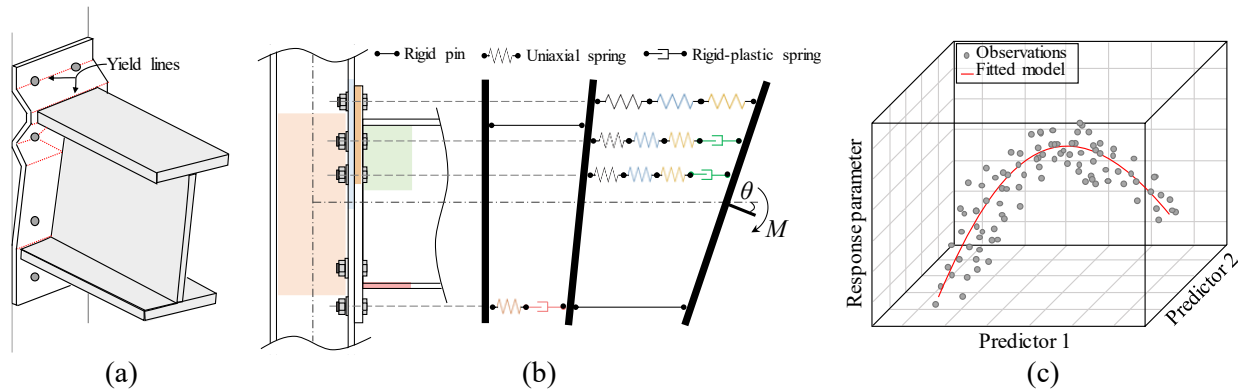 Yield lines
(a)
Rigid pin
Uniaxial spring
Rigid-plastic spring
θ
M
(b)
Observations
Fitted model
Response parameter
Predictor 1
Predictor 2
(c)